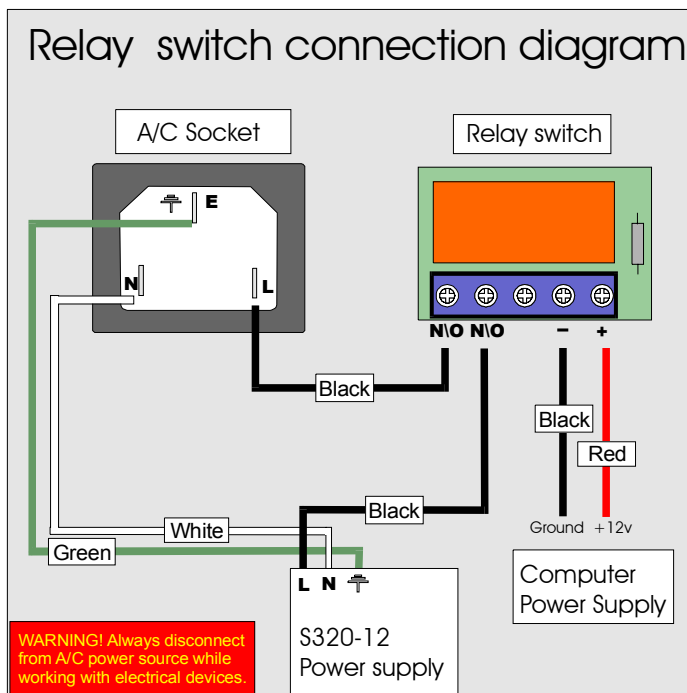 Relay switch connection diagram
A/C Socket
Relay switch
E
N
L
N\O N\O − +
Black
Black
Red
Black
White
Green
Ground +12v
L N
Computer
Power Supply
S320-12
Power supply
WARNING! Always disconnect
from A/C power source while
working with electrical devices.